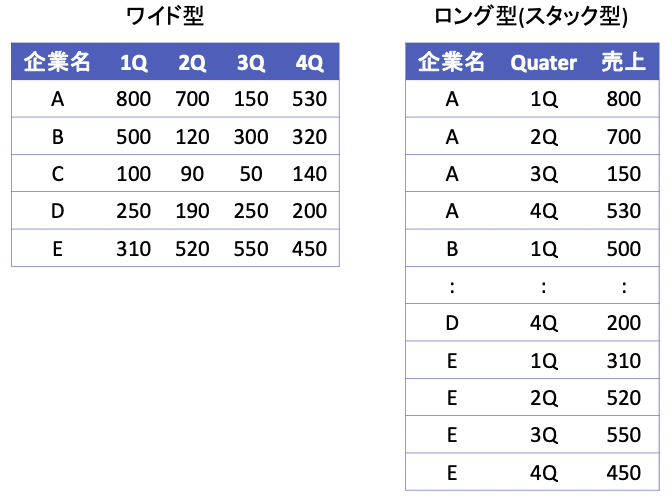 ワイド型
企業名 1Q 2Q 3Q 4Q
A 800 700 150 530
B 500 120 300 320
C 100 90 50 140
D 250 190 250 200
E 310 520 550 450
ロング型(スタック型)
企業名 Quater 売上
A 1Q 800
A 2Q 700
A 3Q 150
A 4Q 530
B 1Q 500
: : :
D 4Q 200
E 1Q 310
E 2Q 520
E 3Q 550
E 4Q 450